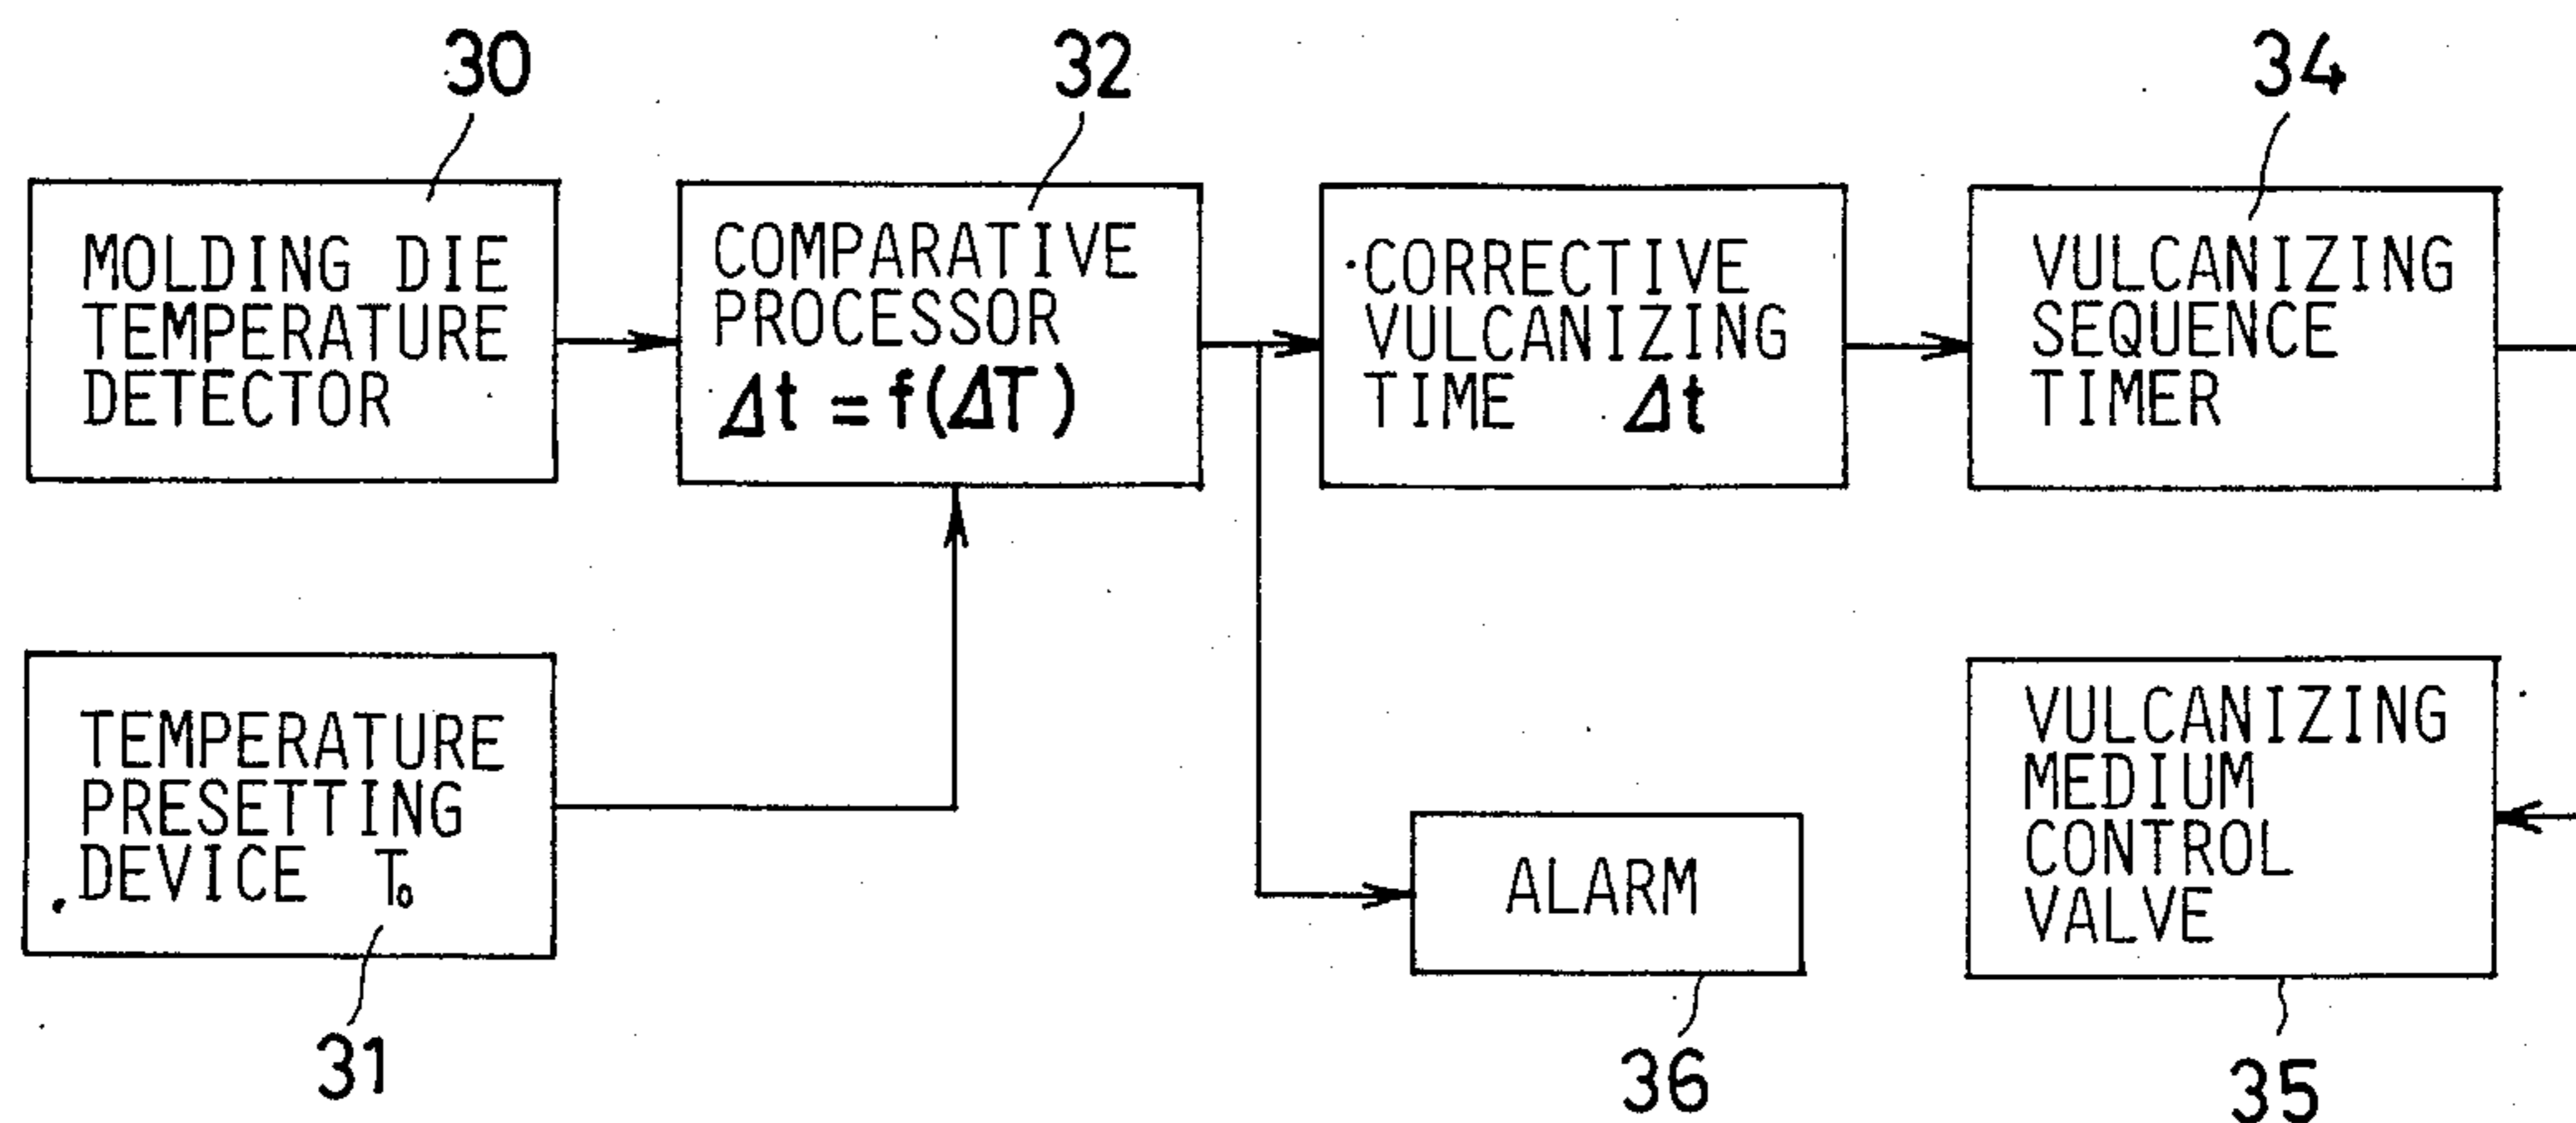 30
32
34
MOLDING DIE
TEMPERATURE
DETECTOR
COMPARATIVE
PROCESSOR
Δt = f(ΔT)
CORRECTIVE
VULCANIZING
TIME Δt
VULCANIZING
SEQUENCE
TIMER
TEMPERATURE
PRESETTING
DEVICE T₀
ALARM
VULCANIZING
MEDIUM
CONTROL
VALVE
31
36
35